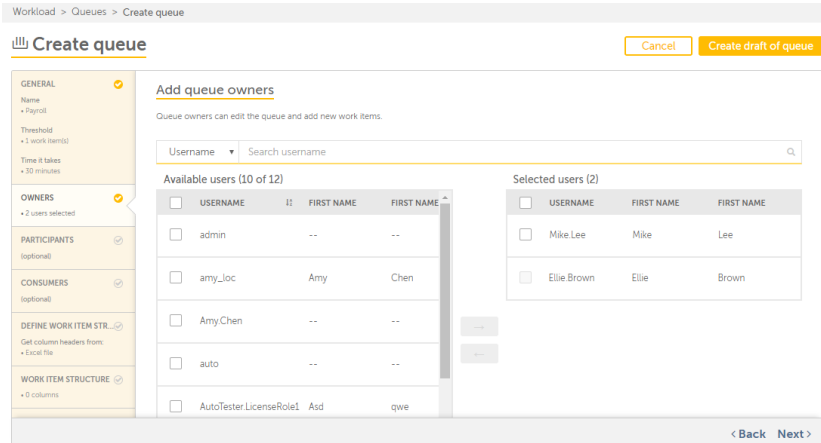 Workload > Queues > Create queue
Create queue
Cancel
Create draft of queue
GENERAL
Name
• Payroll
Threshold
• 1 work item(s)
Time it takes
• 30 minutes
OWNERS
• 2 users selected
PARTICIPANTS
(optional)
CONSUMERS
(optional)
DEFINE WORK ITEM STR...
Get column headers from:
• Excel file
WORK ITEM STRUCTURE
• 0 columns
Add queue owners
Queue owners can edit the queue and add new work items.
Username ▾ Search username
Available users (10 of 12)
USERNAME FIRST NAME FIRST NAME
admin -- --
amy_loc Amy Chen
Amy.Chen -- --
auto -- --
AutoTester.LicenseRole1 Asd qwe
→
←
Selected users (2)
USERNAME FIRST NAME FIRST NAME
Mike.Lee Mike Lee
Ellie.Brown Ellie Brown
< Back Next >